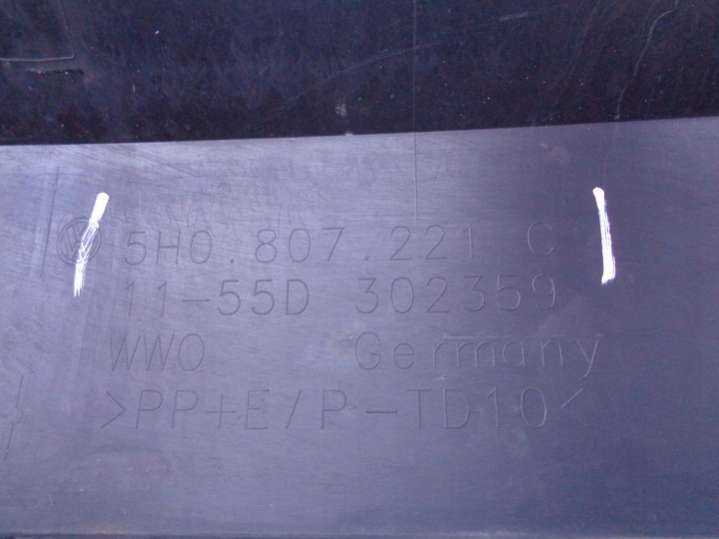 5H0.807.221 C
11-55D 302359
WWO Germany
>PP+E/P-TD10<